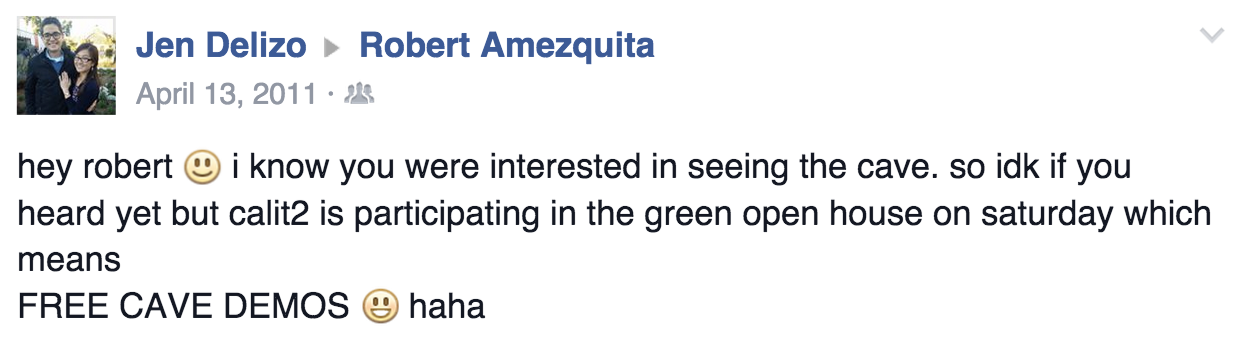 Jen Delizo ▶ Robert Amezquita
April 13, 2011 ·
hey robert 🙂 i know you were interested in seeing the cave. so idk if you
heard yet but calit2 is participating in the green open house on saturday which
means
FREE CAVE DEMOS 😃 haha